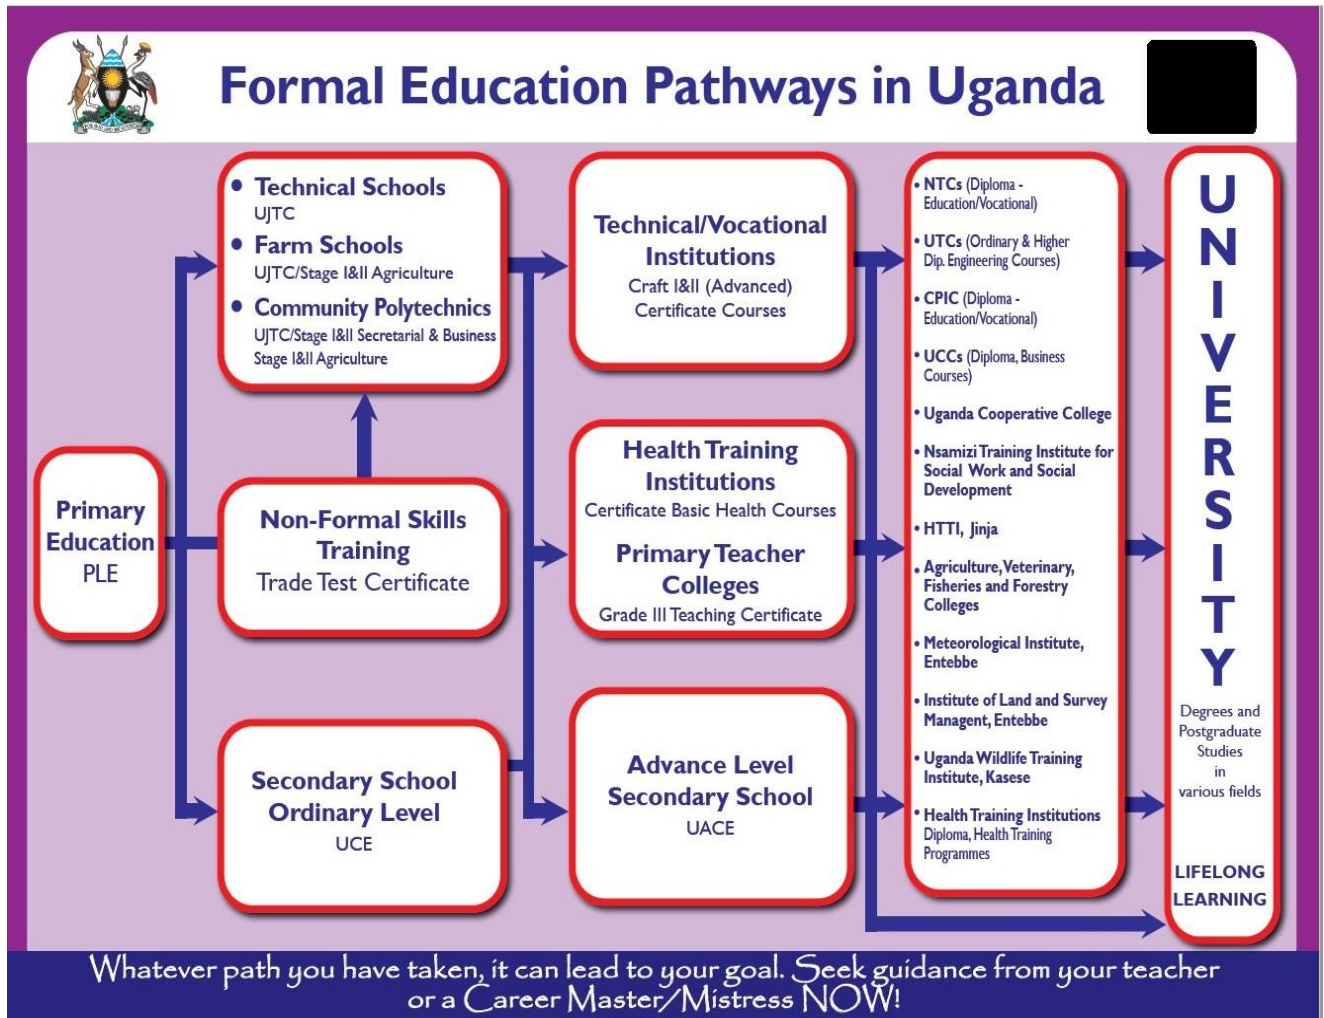 Formal Education Pathways in Uganda
Primary
Education
PLE
• Technical Schools
UJTC
• Farm Schools
UJTC/Stage I&II Agriculture
• Community Polytechnics
UJTC/Stage I&II Secretarial & Business
Stage I&II Agriculture
Non-Formal Skills
Training
Trade Test Certificate
Secondary School
Ordinary Level
UCE
Technical/Vocational
Institutions
Craft I&II (Advanced)
Certificate Courses
Health Training
Institutions
Certificate Basic Health Courses
Primary Teacher
Colleges
Grade III Teaching Certificate
Advance Level
Secondary School
UACE
• NTCs (Diploma -
Education/Vocational)
• UTCs (Ordinary & Higher
Dip. Engineering Courses)
• CPIC (Diploma -
Education/Vocational)
• UCCs (Diploma, Business
Courses)
• Uganda Cooperative College
• Nsamizi Training Institute for
Social Work and Social
Development
• HTTI, Jinja
• Agriculture, Veterinary,
Fisheries and Forestry
Colleges
• Meteorological Institute,
Entebbe
• Institute of Land and Survey
Managent, Entebbe
• Uganda Wildlife Training
Institute, Kasese
• Health Training Institutions
Diploma, Health Training
Programmes
UNIVERSITY
Degrees and
Postgraduate
Studies
in
various fields
LIFELONG
LEARNING
Whatever path you have taken, it can lead to your goal. Seek guidance from your teacher
or a Career Master/Mistress NOW!